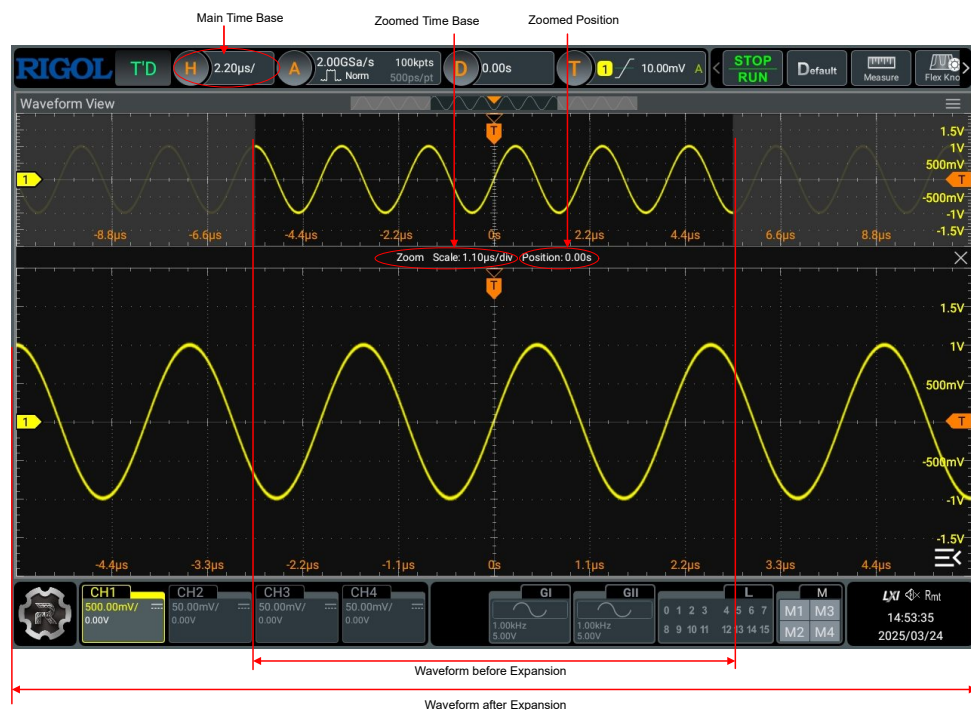 Main Time Base
Zoomed Time Base
Zoomed Position
RIGOL
T'D
H
2.20μs/
A
2.00GSa/s
100kpts
Norm
500ps/pt
D
0.00s
T
1
10.00mV
A
STOP
RUN
Default
Measure
Flex Kno
Waveform View
T
1.5V
1V
500mV
1
T
-500mV
-1V
-1.5V
-8.8μs
-6.6μs
-4.4μs
-2.2μs
0s
2.2μs
4.4μs
6.6μs
8.8μs
Zoom Scale: 1.10μs/div Position: 0.00s
T
1.5V
1V
500mV
1
T
-500mV
-1V
-1.5V
-4.4μs
-3.3μs
-2.2μs
-1.1μs
0s
1.1μs
2.2μs
3.3μs
4.4μs
CH1
500.00mV/
0.00V
CH2
50.00mV/
0.00V
CH3
50.00mV/
0.00V
CH4
50.00mV/
0.00V
GI
1.00kHz
5.00V
GII
1.00kHz
5.00V
L
0 1 2 3 4 5 6 7
8 9 10 11 12 13 14 15
M
M1 M3
M2 M4
LXI Rmt
14:53:35
2025/03/24
Waveform before Expansion
Waveform after Expansion